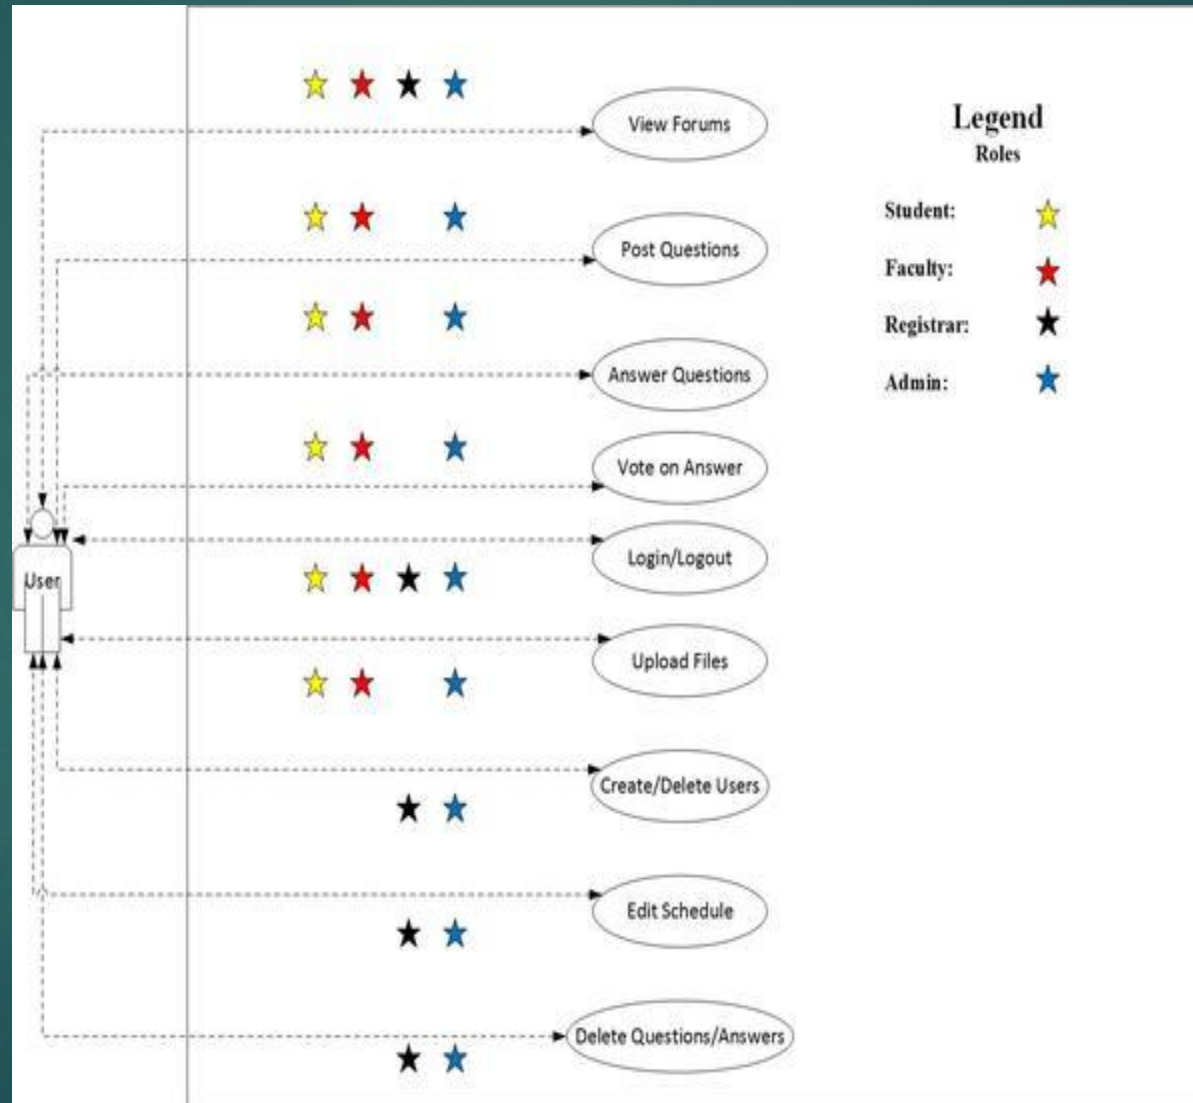 View Forums
Legend
Roles
Post Questions
Student:
Faculty:
Answer Questions
Registrar:
Admin:
Vote on Answer
Login/Logout
User
Upload Files
Create/Delete Users
Edit Schedule
Delete Questions/Answers